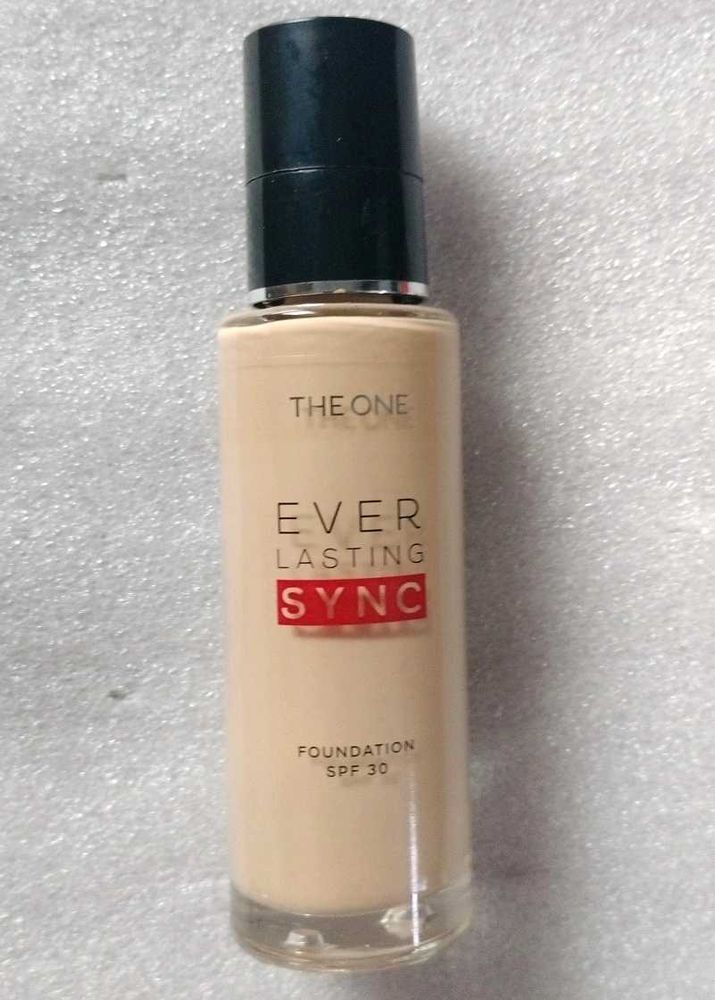 THE ONE
EVER
LASTING
SYNC
FOUNDATION
SPF 30